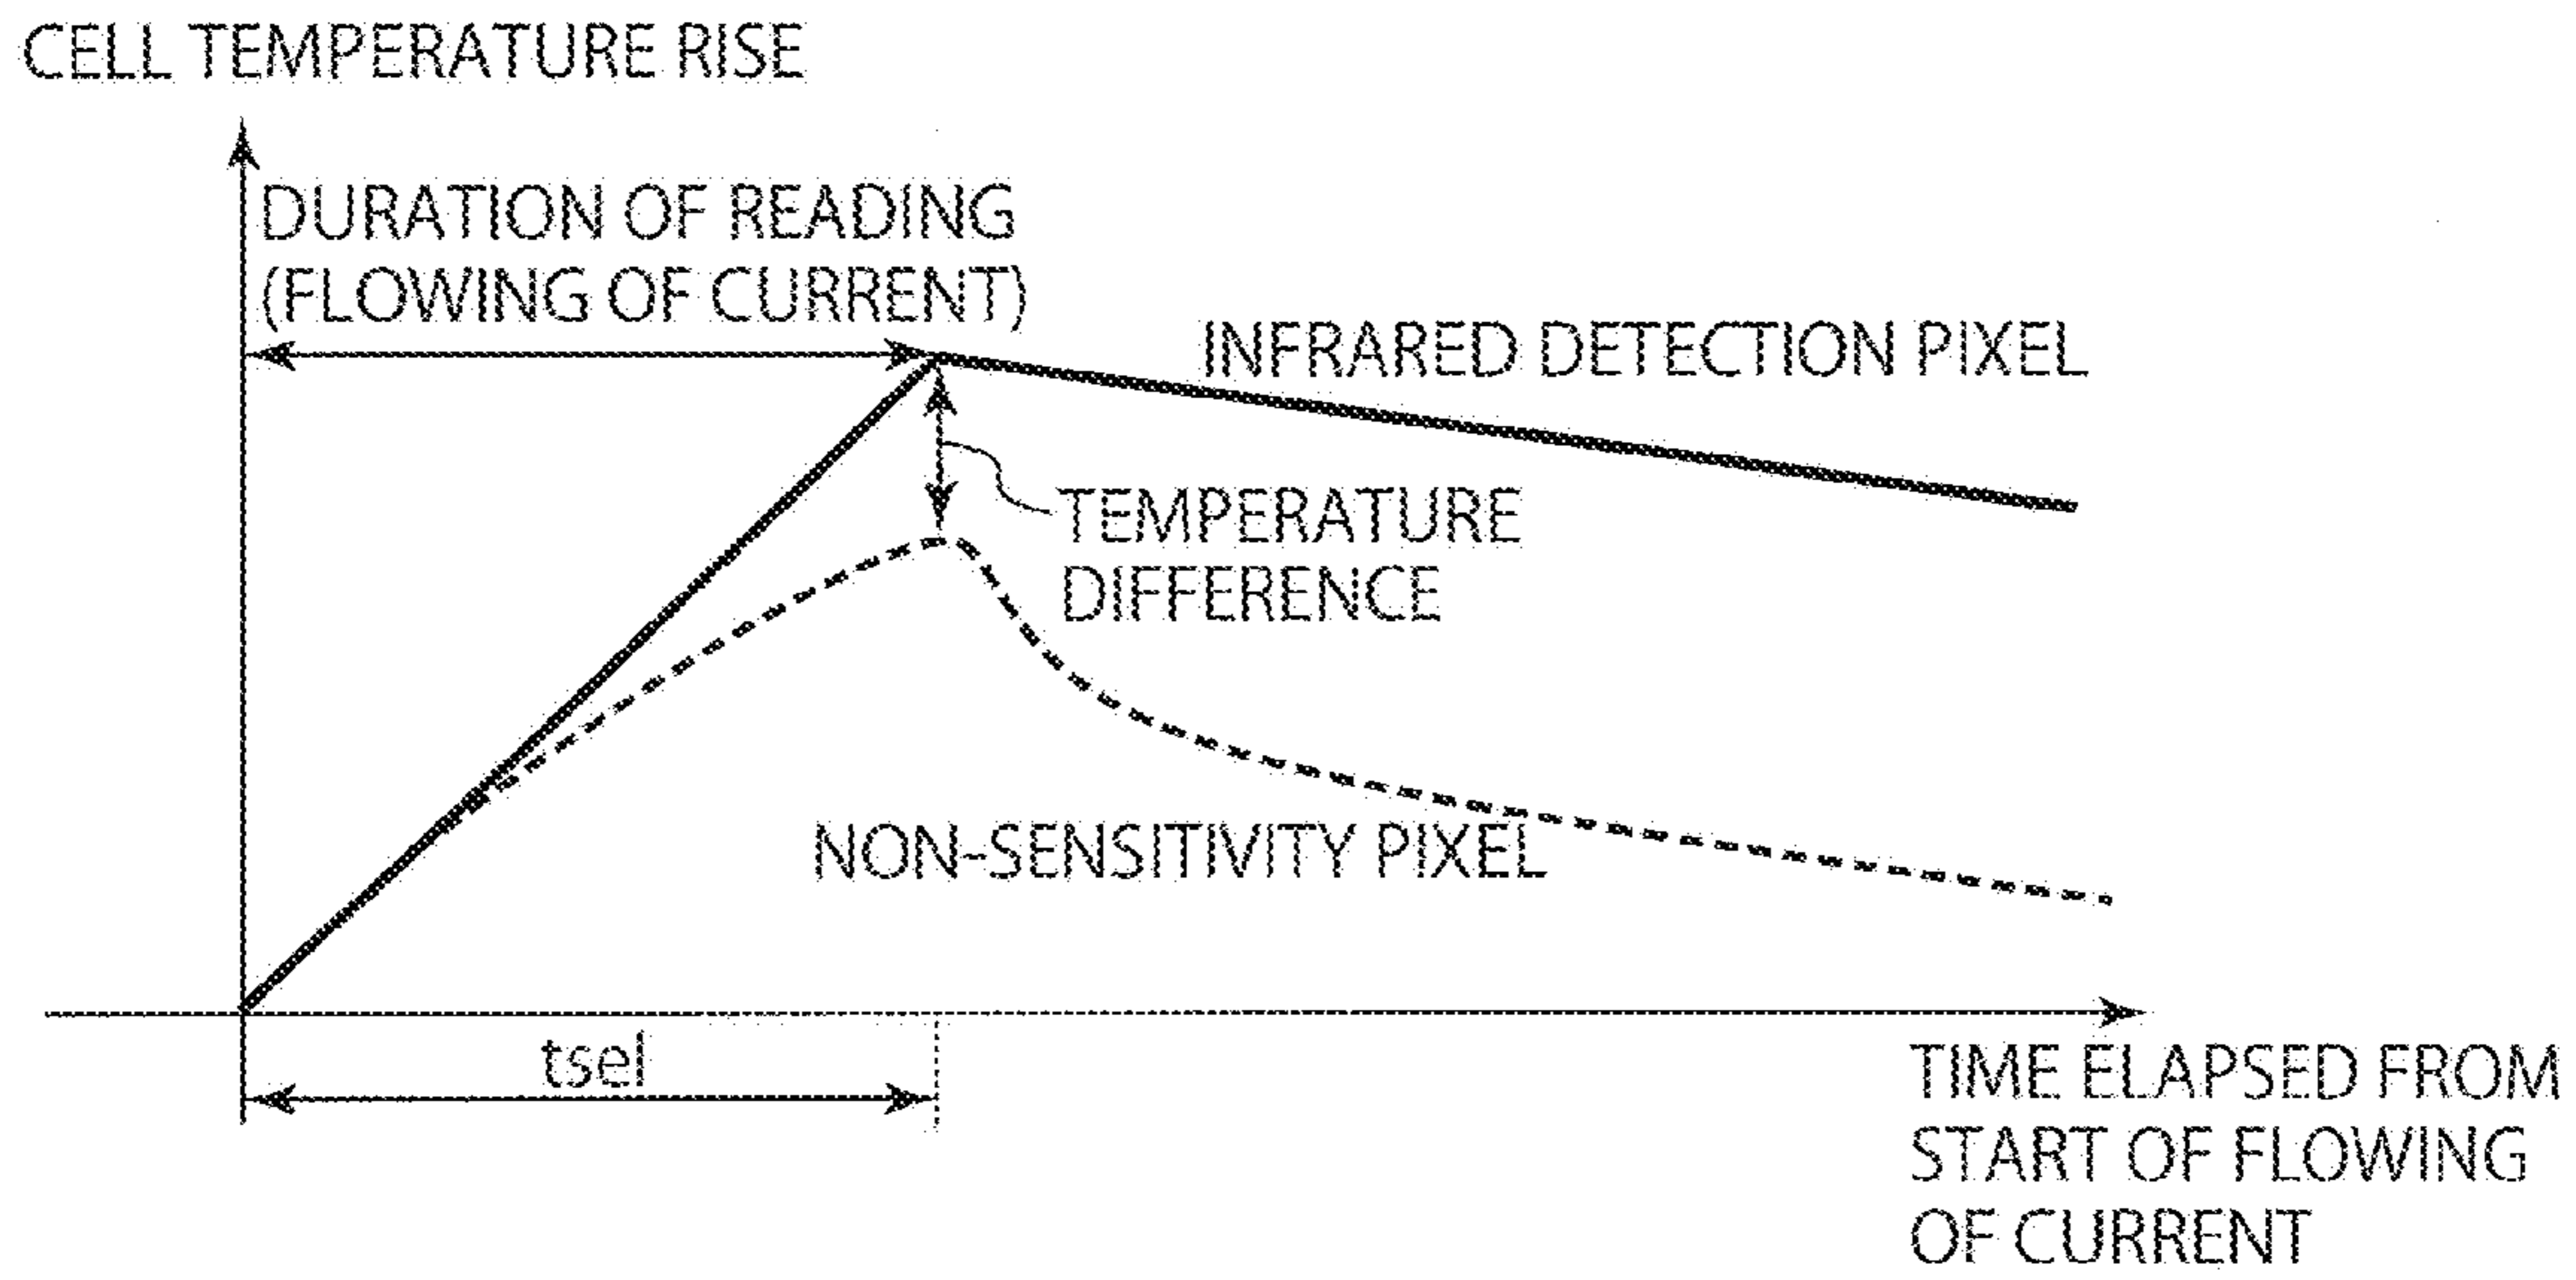 CELL TEMPERATURE RISE
DURATION OF READING
(FLOWING OF CURRENT)
INFRARED DETECTION PIXEL
TEMPERATURE
DIFFERENCE
NON-SENSITIVITY PIXEL
tsel
TIME ELAPSED FROM
START OF FLOWING
OF CURRENT